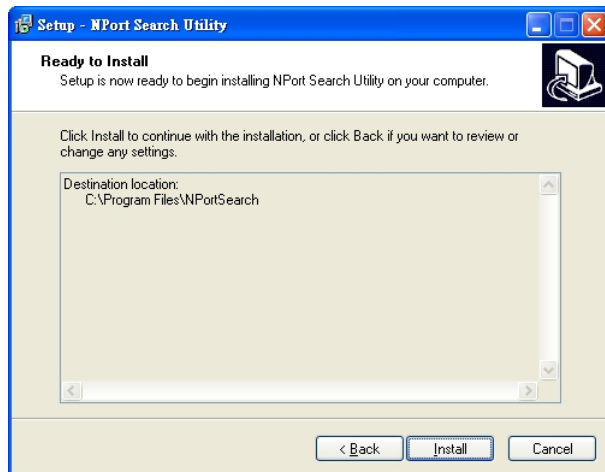 Setup - NPort Search Utility
Ready to Install
Setup is now ready to begin installing NPort Search Utility on your computer.
Click Install to continue with the installation, or click Back if you want to review or
change any settings.
Destination location:
C:\Program Files\NPortSearch
< Back
Install
Cancel